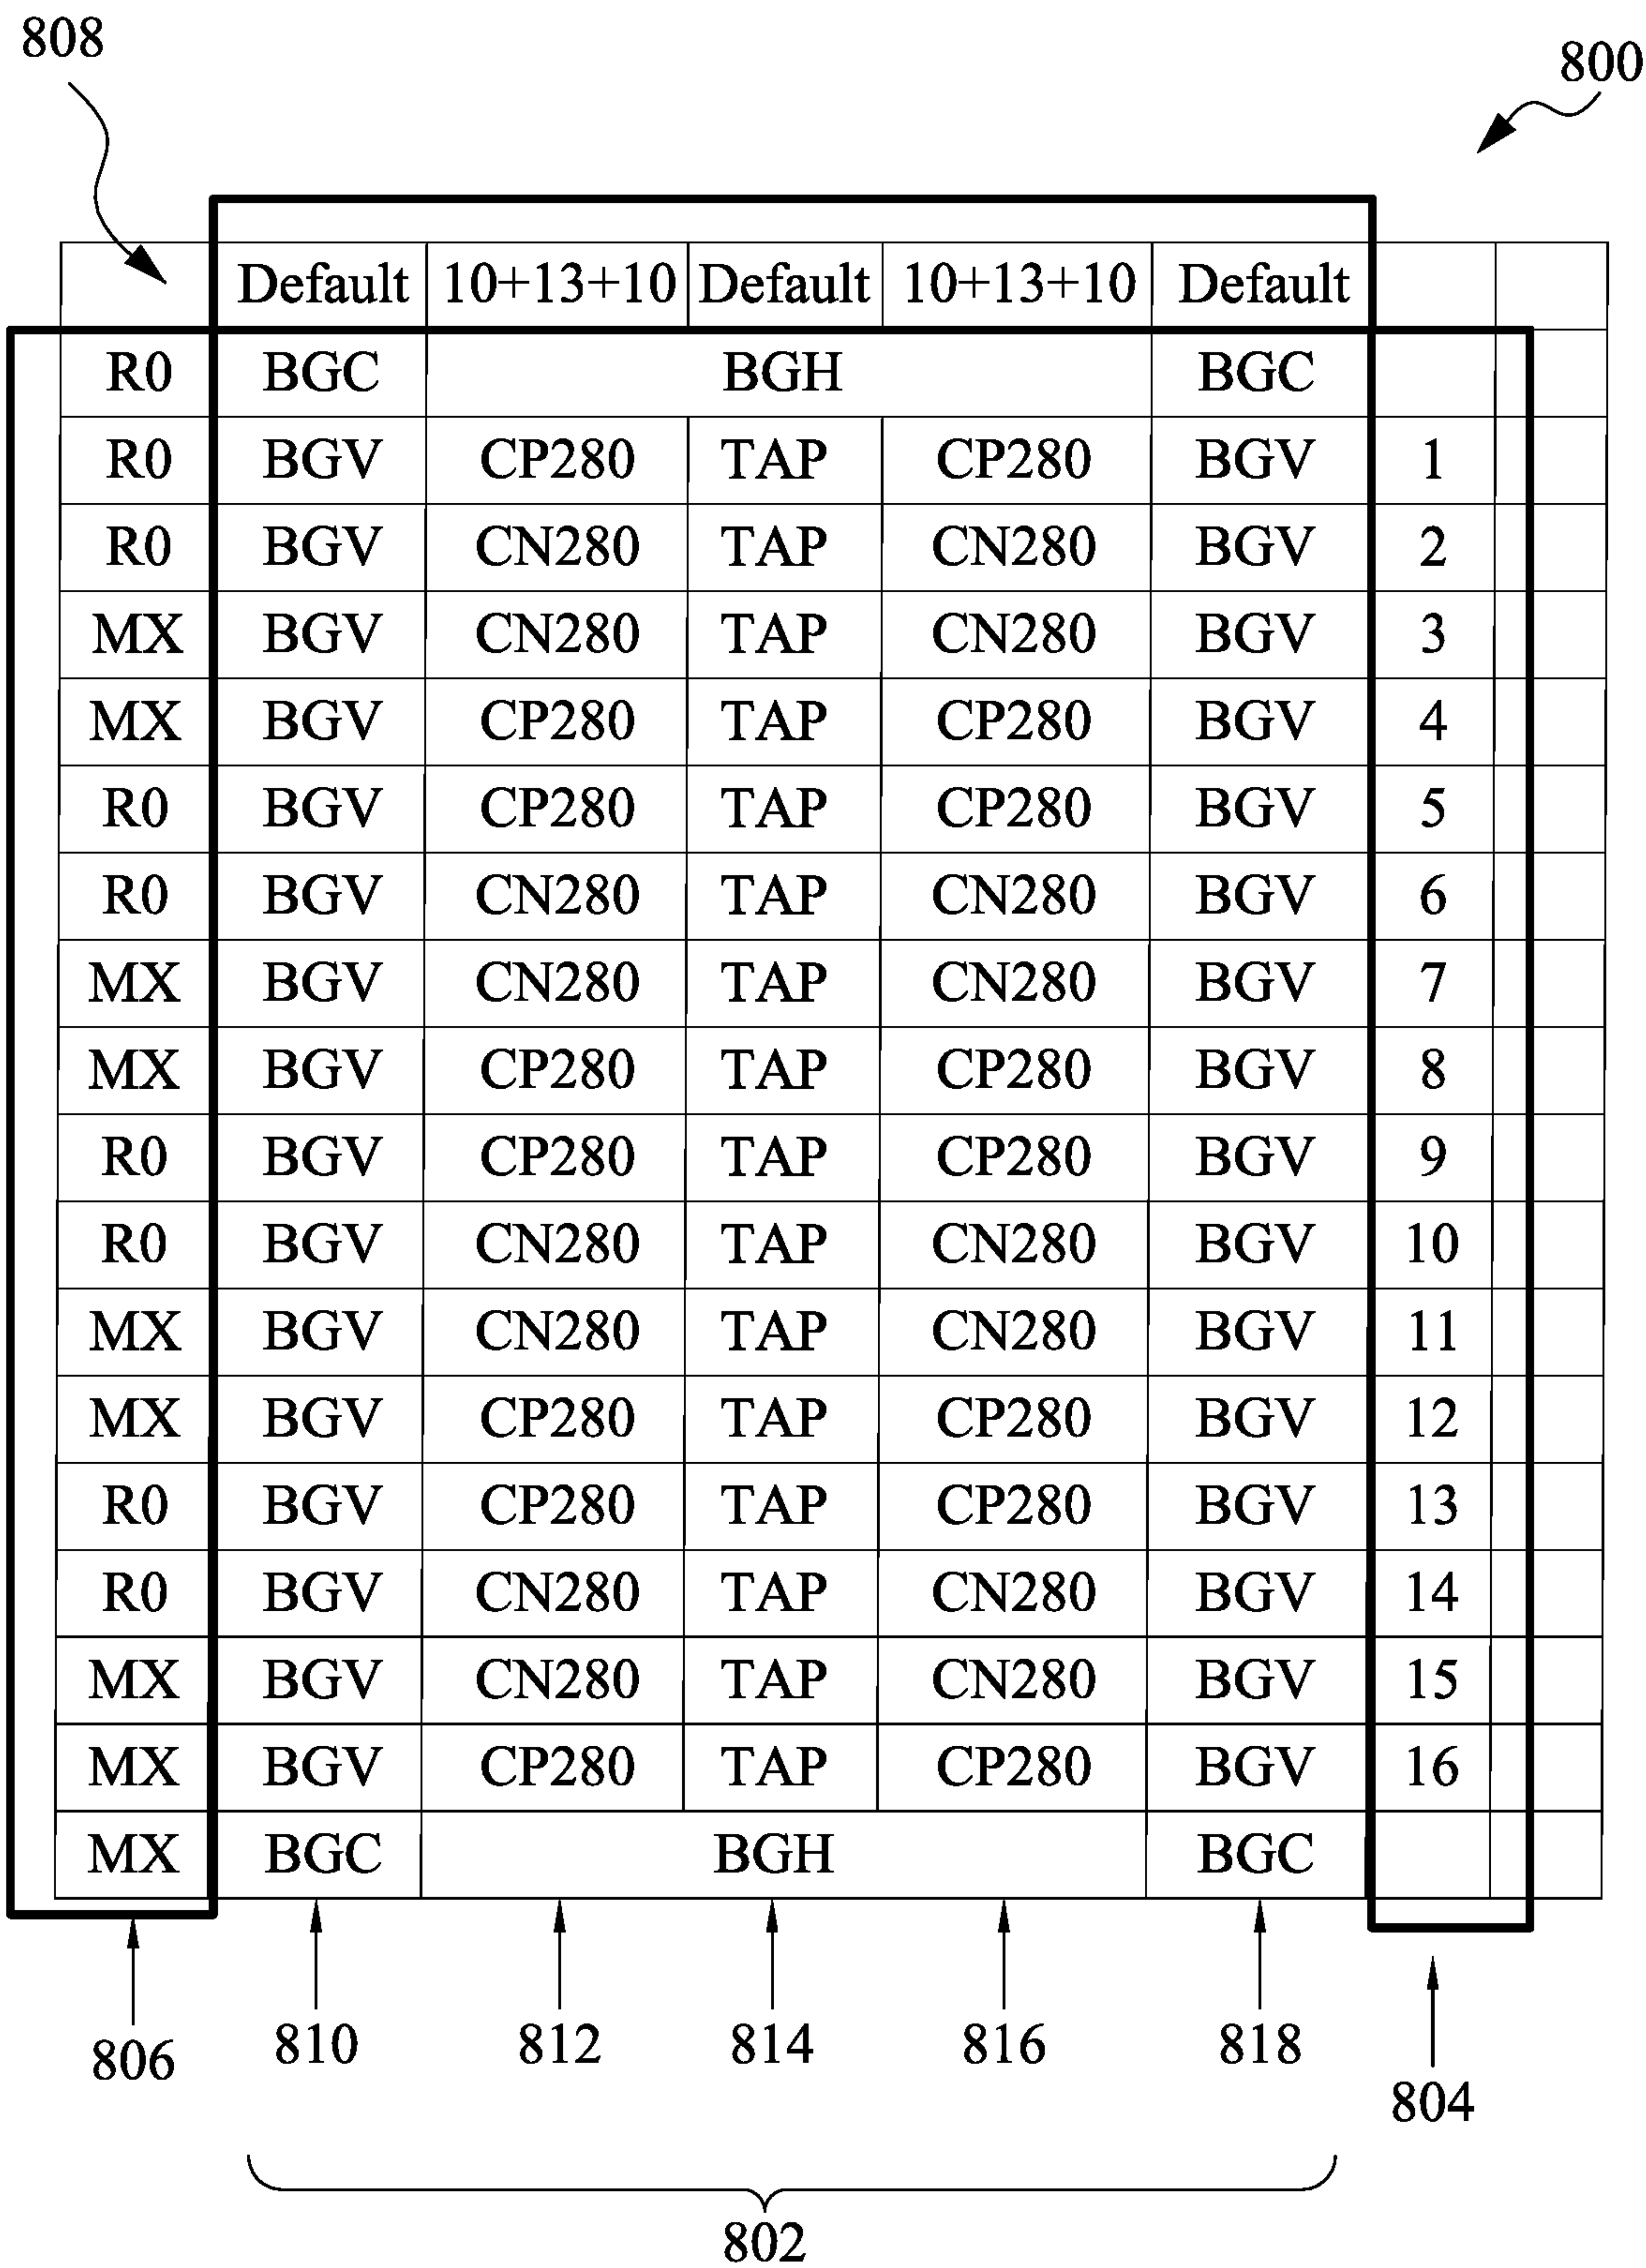 808
800
Default 10+13+10 Default 10+13+10 Default
R0 BGC BGH BGC
R0 BGV CP280 TAP CP280 BGV 1
R0 BGV CN280 TAP CN280 BGV 2
MX BGV CN280 TAP CN280 BGV 3
MX BGV CP280 TAP CP280 BGV 4
R0 BGV CP280 TAP CP280 BGV 5
R0 BGV CN280 TAP CN280 BGV 6
MX BGV CN280 TAP CN280 BGV 7
MX BGV CP280 TAP CP280 BGV 8
R0 BGV CP280 TAP CP280 BGV 9
R0 BGV CN280 TAP CN280 BGV 10
MX BGV CN280 TAP CN280 BGV 11
MX BGV CP280 TAP CP280 BGV 12
R0 BGV CP280 TAP CP280 BGV 13
R0 BGV CN280 TAP CN280 BGV 14
MX BGV CN280 TAP CN280 BGV 15
MX BGV CP280 TAP CP280 BGV 16
MX BGC BGH BGC
806 810 812 814 816 818
804
802